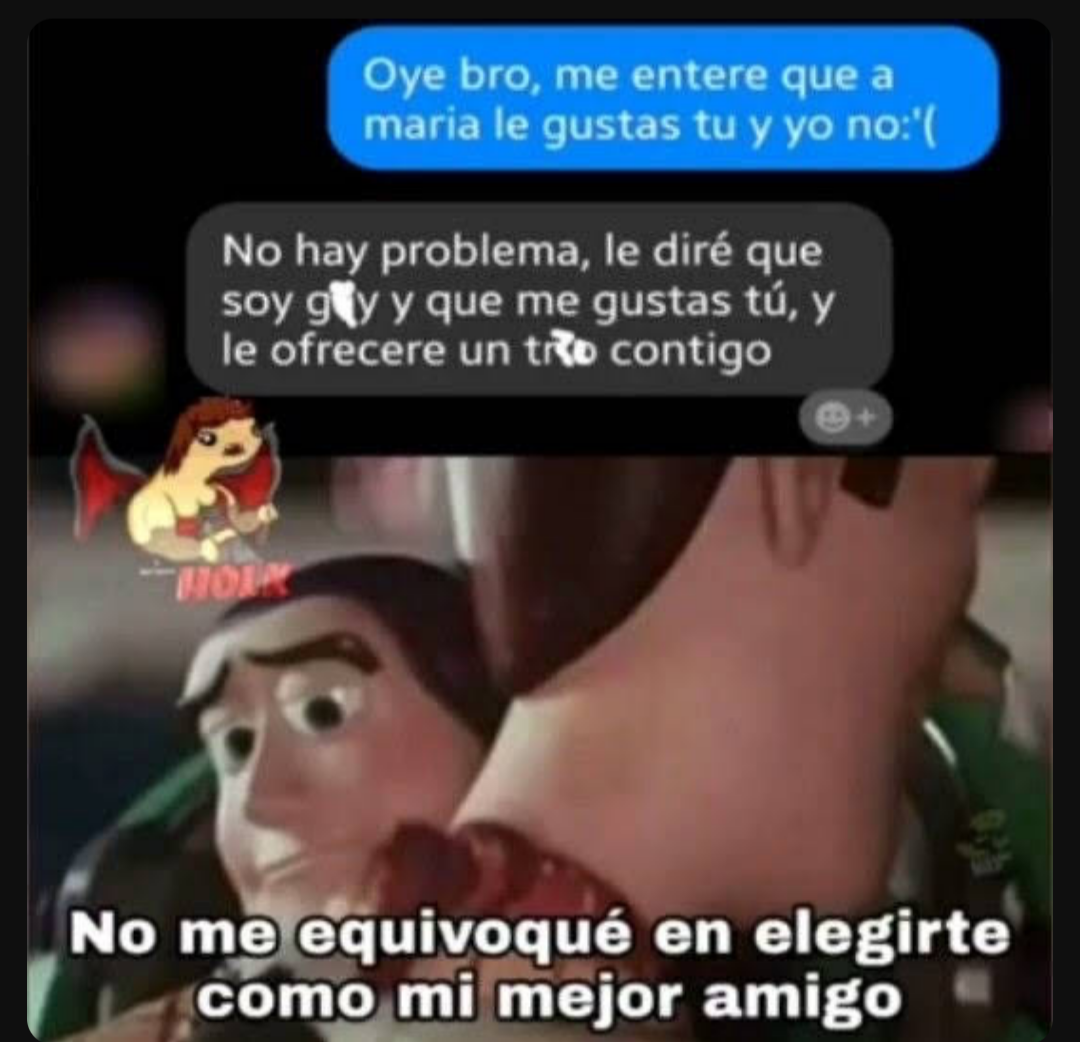 Oye bro, me entere que a
maria le gustas tu y yo no:'(
No hay problema, le diré que
soy g y y que me gustas tú, y
le ofrecere un tr o contigo
No me equivoqué en elegirte
como mi mejor amigo